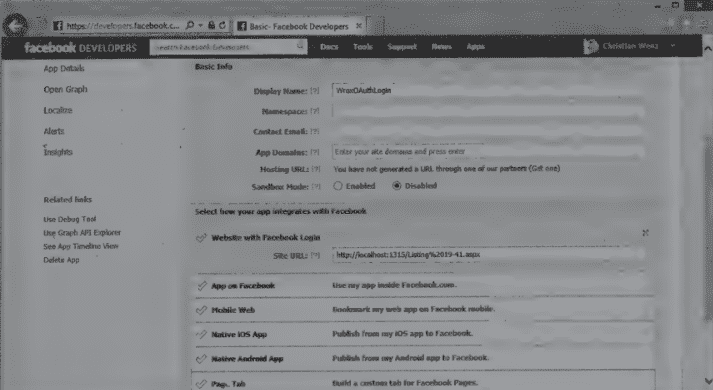 https://developers.facebook.c...
Basic- Facebook Developers
facebook DEVELOPERS
Search Facebook Developers
Docs Tools Support News Apps
Christian Wenz
App Details
Open Graph
Localize
Alerts
Insights
Related links
Use Debug Tool
Use Graph API Explorer
See App Timeline View
Delete App
Basic Info
Display Name: [?] WroxOAuthLogin
Namespace: [?]
Contact Email: [?]
App Domains: [?] Enter your site domains and press enter
Hosting URL: [?] You have not generated a URL through one of our partners (Get one)
Sandbox Mode: [?] Enabled Disabled
Select how your app integrates with Facebook
Website with Facebook Login
Site URL: [?] http://localhost:1315/Listing%2019-41.aspx
App on Facebook Use my app inside Facebook.com.
Mobile Web Bookmark my web app on Facebook mobile.
Native iOS App Publish from my iOS app to Facebook.
Native Android App Publish from my Android app to Facebook.
Page Tab Build a custom tab for Facebook Pages.